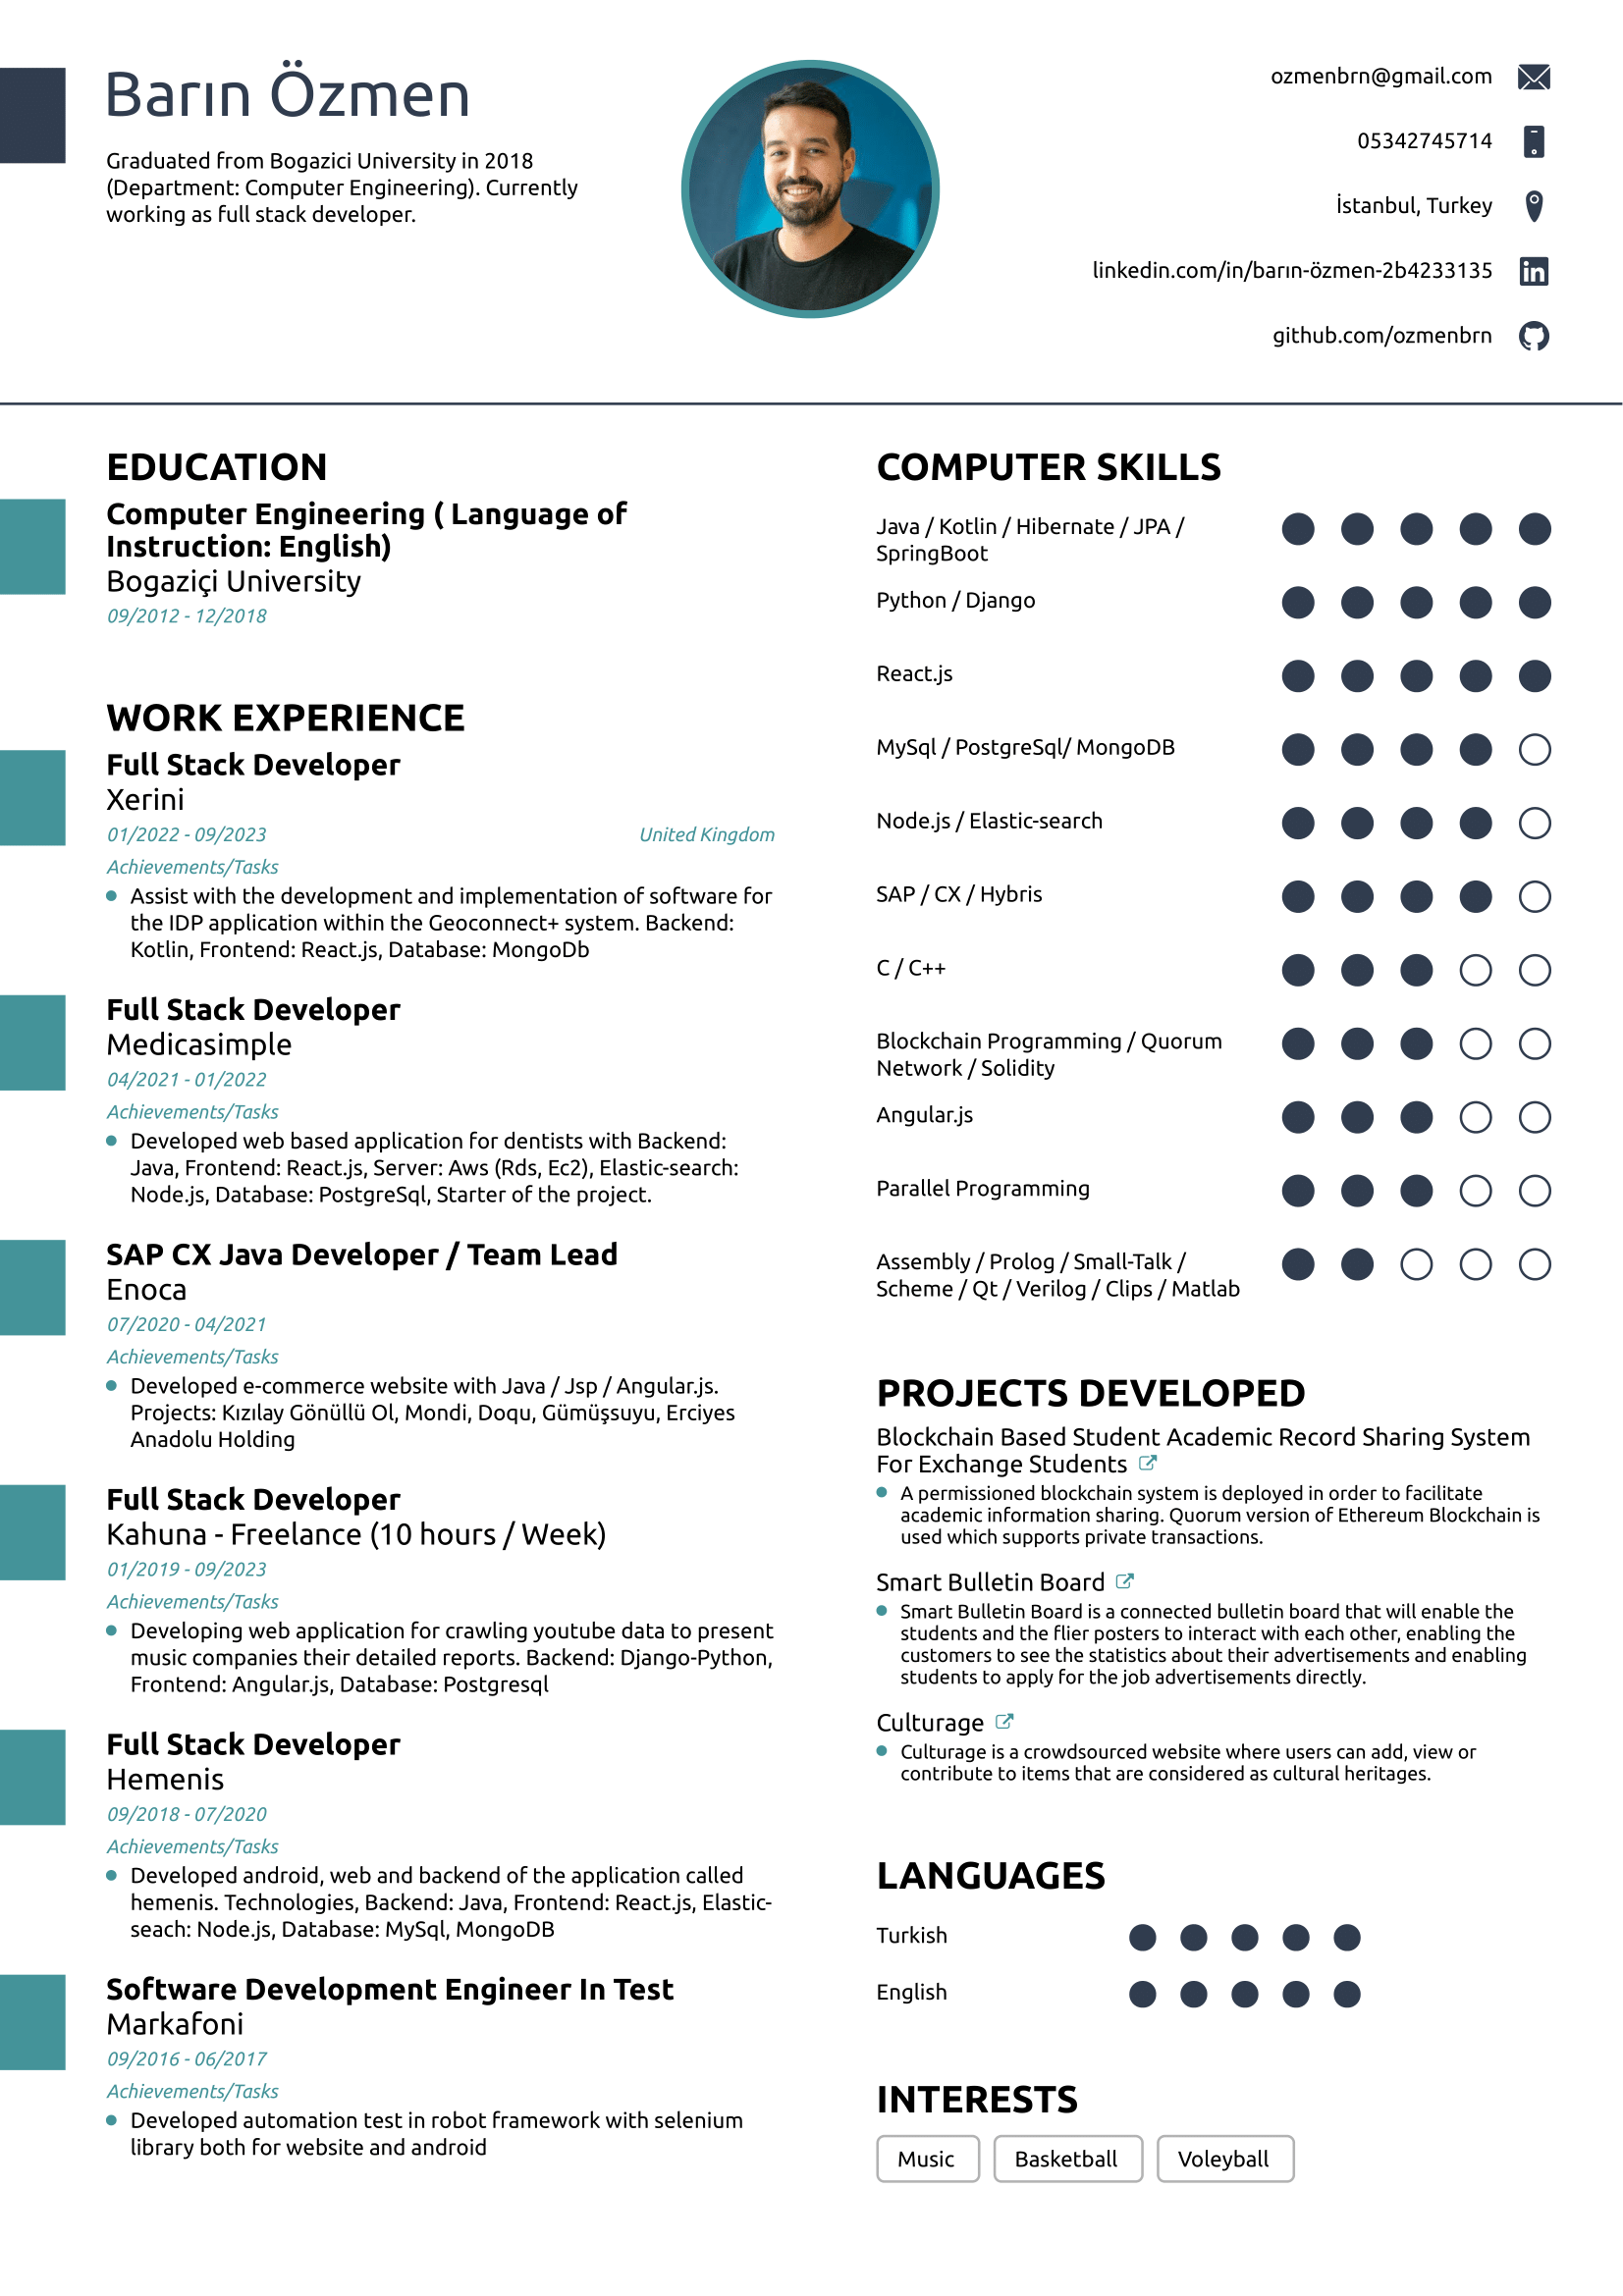 Barın Özmen
Graduated from Bogazici University in 2018
(Department: Computer Engineering). Currently
working as full stack developer.
ozmenbrn@gmail.com
05342745714
İstanbul, Turkey
linkedin.com/in/barın-özmen-2b4233135
github.com/ozmenbrn
EDUCATION
Computer Engineering ( Language of
Instruction: English)
Bogaziçi University
09/2012 - 12/2018
WORK EXPERIENCE
Full Stack Developer
Xerini
01/2022 - 09/2023 United Kingdom
Achievements/Tasks
Assist with the development and implementation of software for
the IDP application within the Geoconnect+ system. Backend:
Kotlin, Frontend: React.js, Database: MongoDb
Full Stack Developer
Medicasimple
04/2021 - 01/2022
Achievements/Tasks
Developed web based application for dentists with Backend:
Java, Frontend: React.js, Server: Aws (Rds, Ec2), Elastic-search:
Node.js, Database: PostgreSql, Starter of the project.
SAP CX Java Developer / Team Lead
Enoca
07/2020 - 04/2021
Achievements/Tasks
Developed e-commerce website with Java / Jsp / Angular.js.
Projects: Kızılay Gönüllü Ol, Mondi, Doqu, Gümüşsuyu, Erciyes
Anadolu Holding
Full Stack Developer
Kahuna - Freelance (10 hours / Week)
01/2019 - 09/2023
Achievements/Tasks
Developing web application for crawling youtube data to present
music companies their detailed reports. Backend: Django-Python,
Frontend: Angular.js, Database: Postgresql
Full Stack Developer
Hemenis
09/2018 - 07/2020
Achievements/Tasks
Developed android, web and backend of the application called
hemenis. Technologies, Backend: Java, Frontend: React.js, Elastic-
seach: Node.js, Database: MySql, MongoDB
Software Development Engineer In Test
Markafoni
09/2016 - 06/2017
Achievements/Tasks
Developed automation test in robot framework with selenium
library both for website and android
COMPUTER SKILLS
Java / Kotlin / Hibernate / JPA /
SpringBoot
Python / Django
React.js
MySql / PostgreSql/ MongoDB
Node.js / Elastic-search
SAP / CX / Hybris
C / C++
Blockchain Programming / Quorum
Network / Solidity
Angular.js
Parallel Programming
Assembly / Prolog / Small-Talk /
Scheme / Qt / Verilog / Clips / Matlab
PROJECTS DEVELOPED
Blockchain Based Student Academic Record Sharing System
For Exchange Students
A permissioned blockchain system is deployed in order to facilitate
academic information sharing. Quorum version of Ethereum Blockchain is
used which supports private transactions.
Smart Bulletin Board
Smart Bulletin Board is a connected bulletin board that will enable the
students and the flier posters to interact with each other, enabling the
customers to see the statistics about their advertisements and enabling
students to apply for the job advertisements directly.
Culturage
Culturage is a crowdsourced website where users can add, view or
contribute to items that are considered as cultural heritages.
LANGUAGES
Turkish
English
INTERESTS
Music Basketball Voleyball